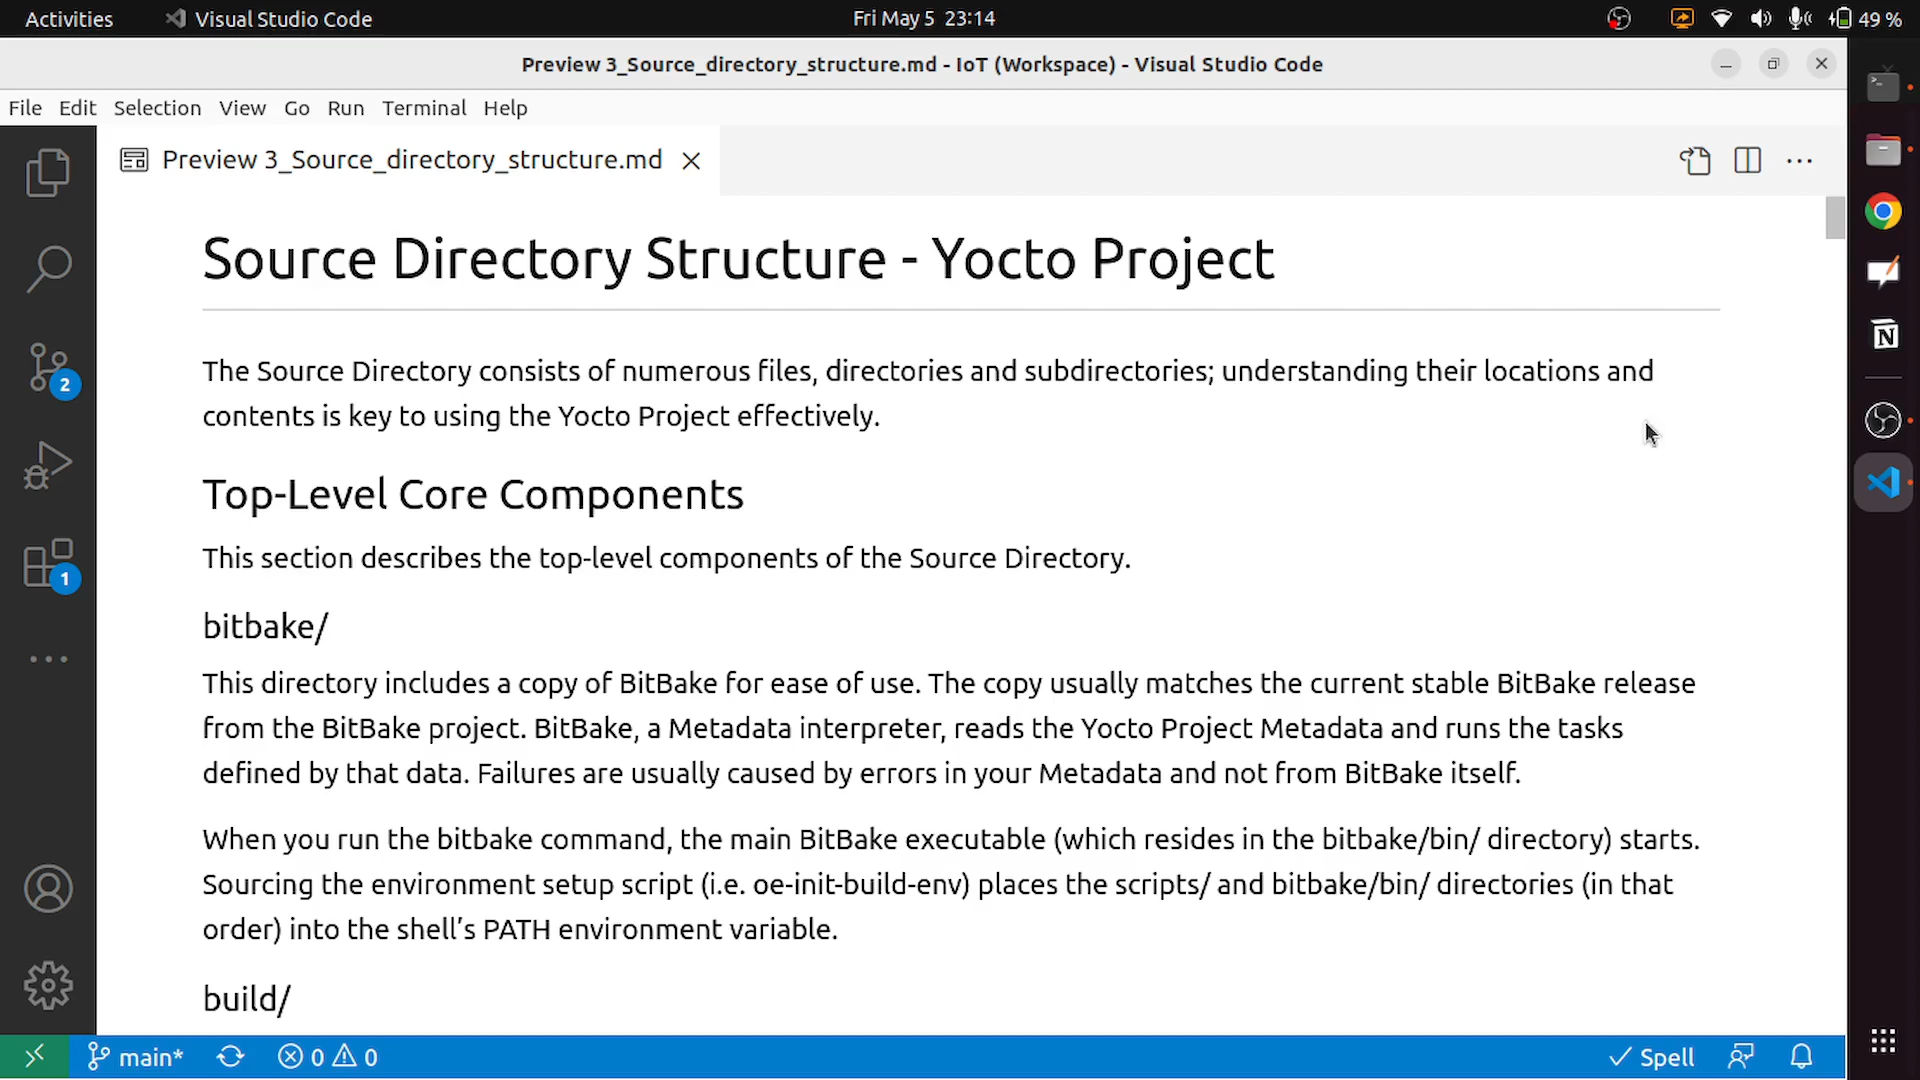 Activities Visual Studio Code Fri May 5 23:14 49 %
Preview 3_Source_directory_structure.md - IoT (Workspace) - Visual Studio Code
File Edit Selection View Go Run Terminal Help
Preview 3_Source_directory_structure.md
Source Directory Structure - Yocto Project
The Source Directory consists of numerous files, directories and subdirectories; understanding their locations and
contents is key to using the Yocto Project effectively.
Top-Level Core Components
This section describes the top-level components of the Source Directory.
bitbake/
This directory includes a copy of BitBake for ease of use. The copy usually matches the current stable BitBake release
from the BitBake project. BitBake, a Metadata interpreter, reads the Yocto Project Metadata and runs the tasks
defined by that data. Failures are usually caused by errors in your Metadata and not from BitBake itself.
When you run the bitbake command, the main BitBake executable (which resides in the bitbake/bin/ directory) starts.
Sourcing the environment setup script (i.e. oe-init-build-env) places the scripts/ and bitbake/bin/ directories (in that
order) into the shell’s PATH environment variable.
build/
2
1
main* 0 0 Spell